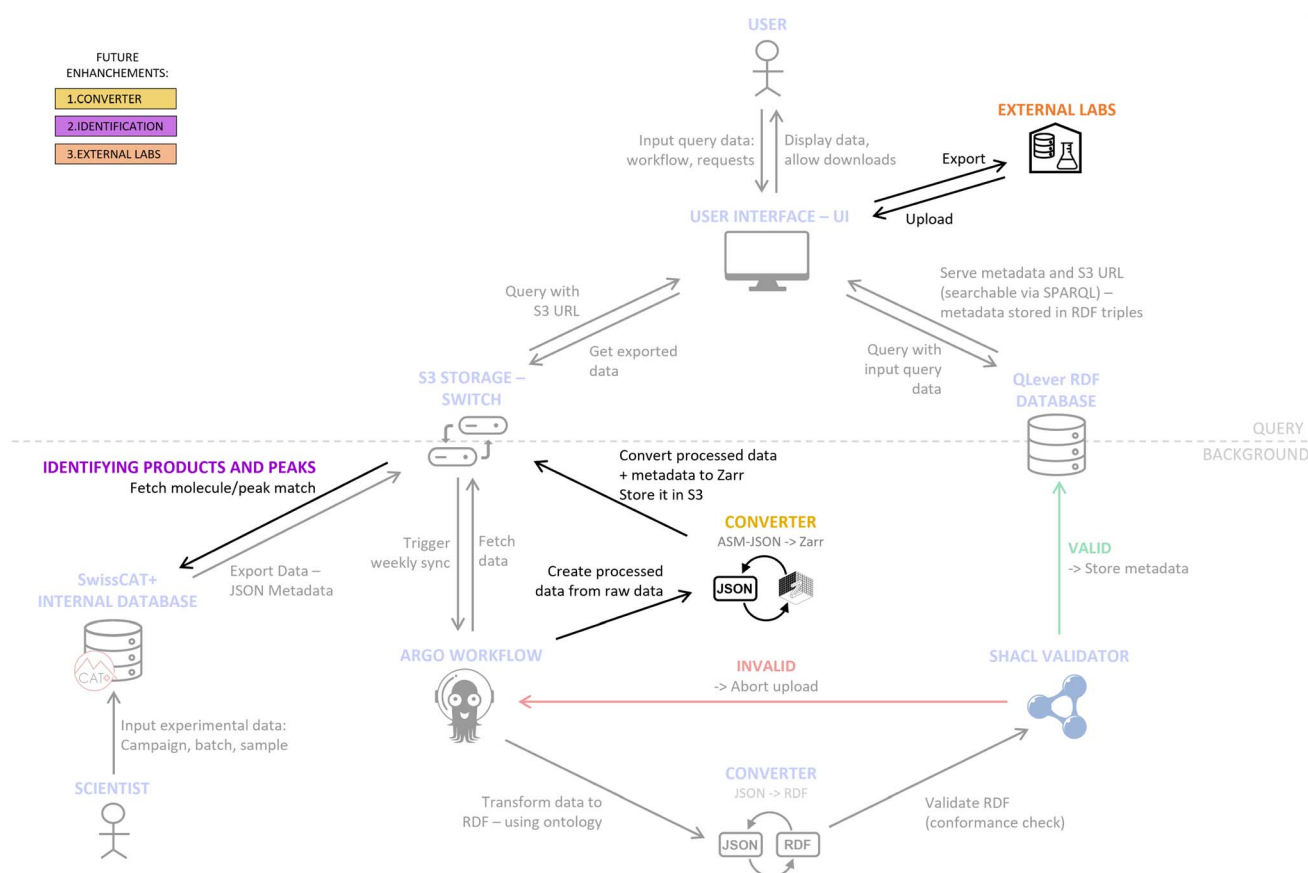 USER
FUTURE
ENHANCHEMENTS:
1.CONVERTER
2.IDENTIFICATION
3.EXTERNAL LABS
EXTERNAL LABS
Input query data:
workflow, requests
Display data,
allow downloads
Export
Upload
USER INTERFACE – UI
Query with
S3 URL
Get exported
data
Serve metadata and S3 URL
(searchable via SPARQL) –
metadata stored in RDF triples
Query with
input query
data
S3 STORAGE –
SWITCH
QLever RDF
DATABASE
QUERY
BACKGROUND
IDENTIFYING PRODUCTS AND PEAKS
Fetch molecule/peak match
Convert processed data
+ metadata to Zarr
Store it in S3
CONVERTER
ASM-JSON -> Zarr
JSON
Trigger
weekly sync
Fetch
data
Export Data –
JSON Metadata
Create processed
data from raw data
VALID
-> Store metadata
SwissCAT+
INTERNAL DATABASE
CAT+
ARGO WORKFLOW
INVALID
-> Abort upload
SHACL VALIDATOR
Input experimental data:
Campaign, batch, sample
SCIENTIST
Transform data to
RDF – using ontology
CONVERTER
JSON -> RDF
JSON
RDF
Validate RDF
(conformance check)